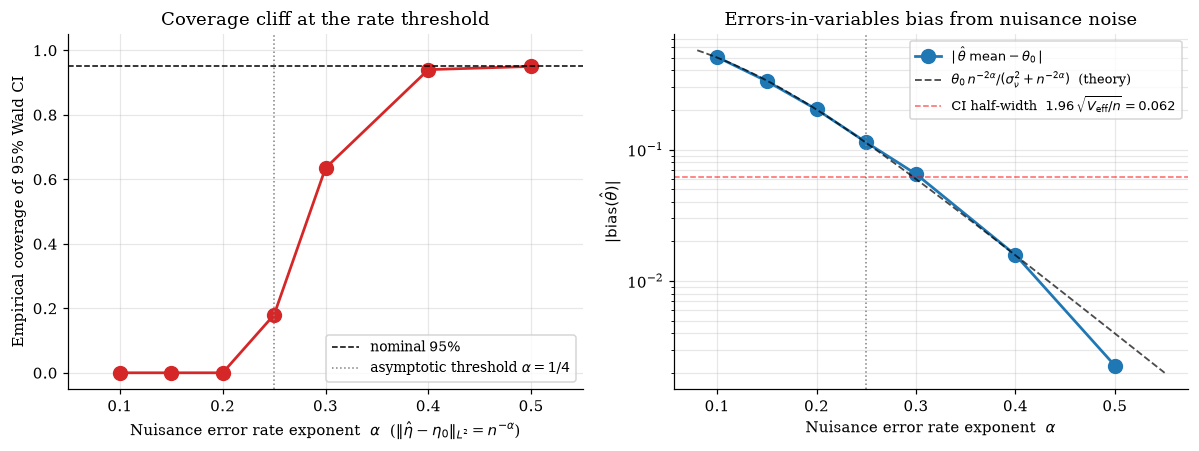 Coverage cliff at the rate threshold
Empirical coverage of 95% Wald CI
1.0
0.8
0.6
0.4
0.2
0.0
nominal 95%
asymptotic threshold α = 1/4
0.1 0.2 0.3 0.4 0.5
Nuisance error rate exponent α (‖η̂ − η₀‖_L² = n^−α)
Errors-in-variables bias from nuisance noise
|bias(θ̂)|
10⁻¹
10⁻²
|θ̂ mean − θ₀|
θ₀ n^−2α/(σ_ν² + n^−2α) (theory)
CI half-width 1.96 √(V_eff/n) = 0.062
0.1 0.2 0.3 0.4 0.5
Nuisance error rate exponent α